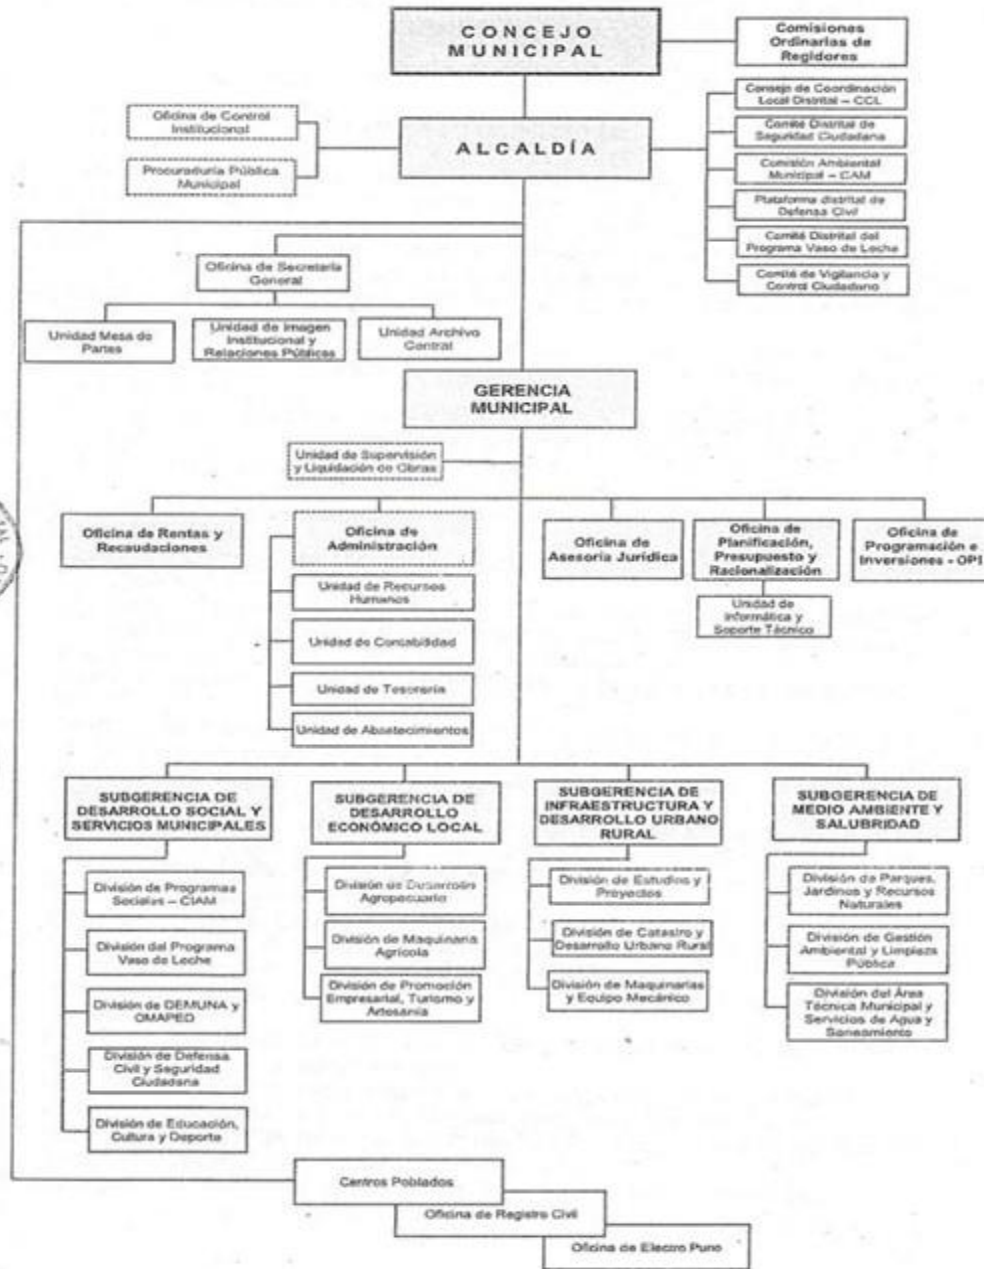 CONCEJO
MUNICIPAL
Comisiones
Ordinarias de
Regidores
Oficina de Control
Institucional
Procuraduría Pública
Municipal
ALCALDÍA
Consejo de Coordinación
Local Distrital – CCL
Comité Distrital de
Seguridad Ciudadana
Comisión Ambiental
Municipal – CAM
Plataforma distrital de
Defensa Civil
Comité Distrital del
Programa Vaso de Leche
Comité de Vigilancia y
Control Ciudadano
Oficina de Secretaría
General
Unidad Mesa de
Partes
Unidad de Imagen
Institucional y
Relaciones Públicas
Unidad Archivo
Central
GERENCIA
MUNICIPAL
Unidad de Supervisión
y Liquidación de Obras
Oficina de Rentas y
Recaudaciones
Oficina de
Administración
Unidad de Recursos
Humanos
Unidad de Contabilidad
Unidad de Tesorería
Unidad de Abastecimientos
Oficina de
Asesoría Jurídica
Oficina de
Planificación,
Presupuesto y
Racionalización
Unidad de
Informática y
Soporte Técnico
Oficina de
Programación e
Inversiones - OPI
SUBGERENCIA DE
DESARROLLO SOCIAL Y
SERVICIOS MUNICIPALES
División de Programas
Sociales – CIAM
División del Programa
Vaso de Leche
División de DEMUNA y
OMAPED
División de Defensa
Civil y Seguridad
Ciudadana
División de Educación,
Cultura y Deporte
SUBGERENCIA DE
DESARROLLO
ECONÓMICO LOCAL
División de Desarrollo
Agropecuario
División de Maquinaria
Agrícola
División de Promoción
Empresarial, Turismo y
Artesanía
SUBGERENCIA DE
INFRAESTRUCTURA Y
DESARROLLO URBANO
RURAL
División de Estudios y
Proyectos
División de Catastro y
Desarrollo Urbano Rural
División de Maquinarias
y Equipo Mecánico
SUBGERENCIA DE
MEDIO AMBIENTE Y
SALUBRIDAD
División de Parques,
Jardines y Recursos
Naturales
División de Gestión
Ambiental y Limpieza
Pública
División del Área
Técnica Municipal y
Servicios de Agua y
Saneamiento
Centros Poblados
Oficina de Registro Civil
Oficina de Electro Puno